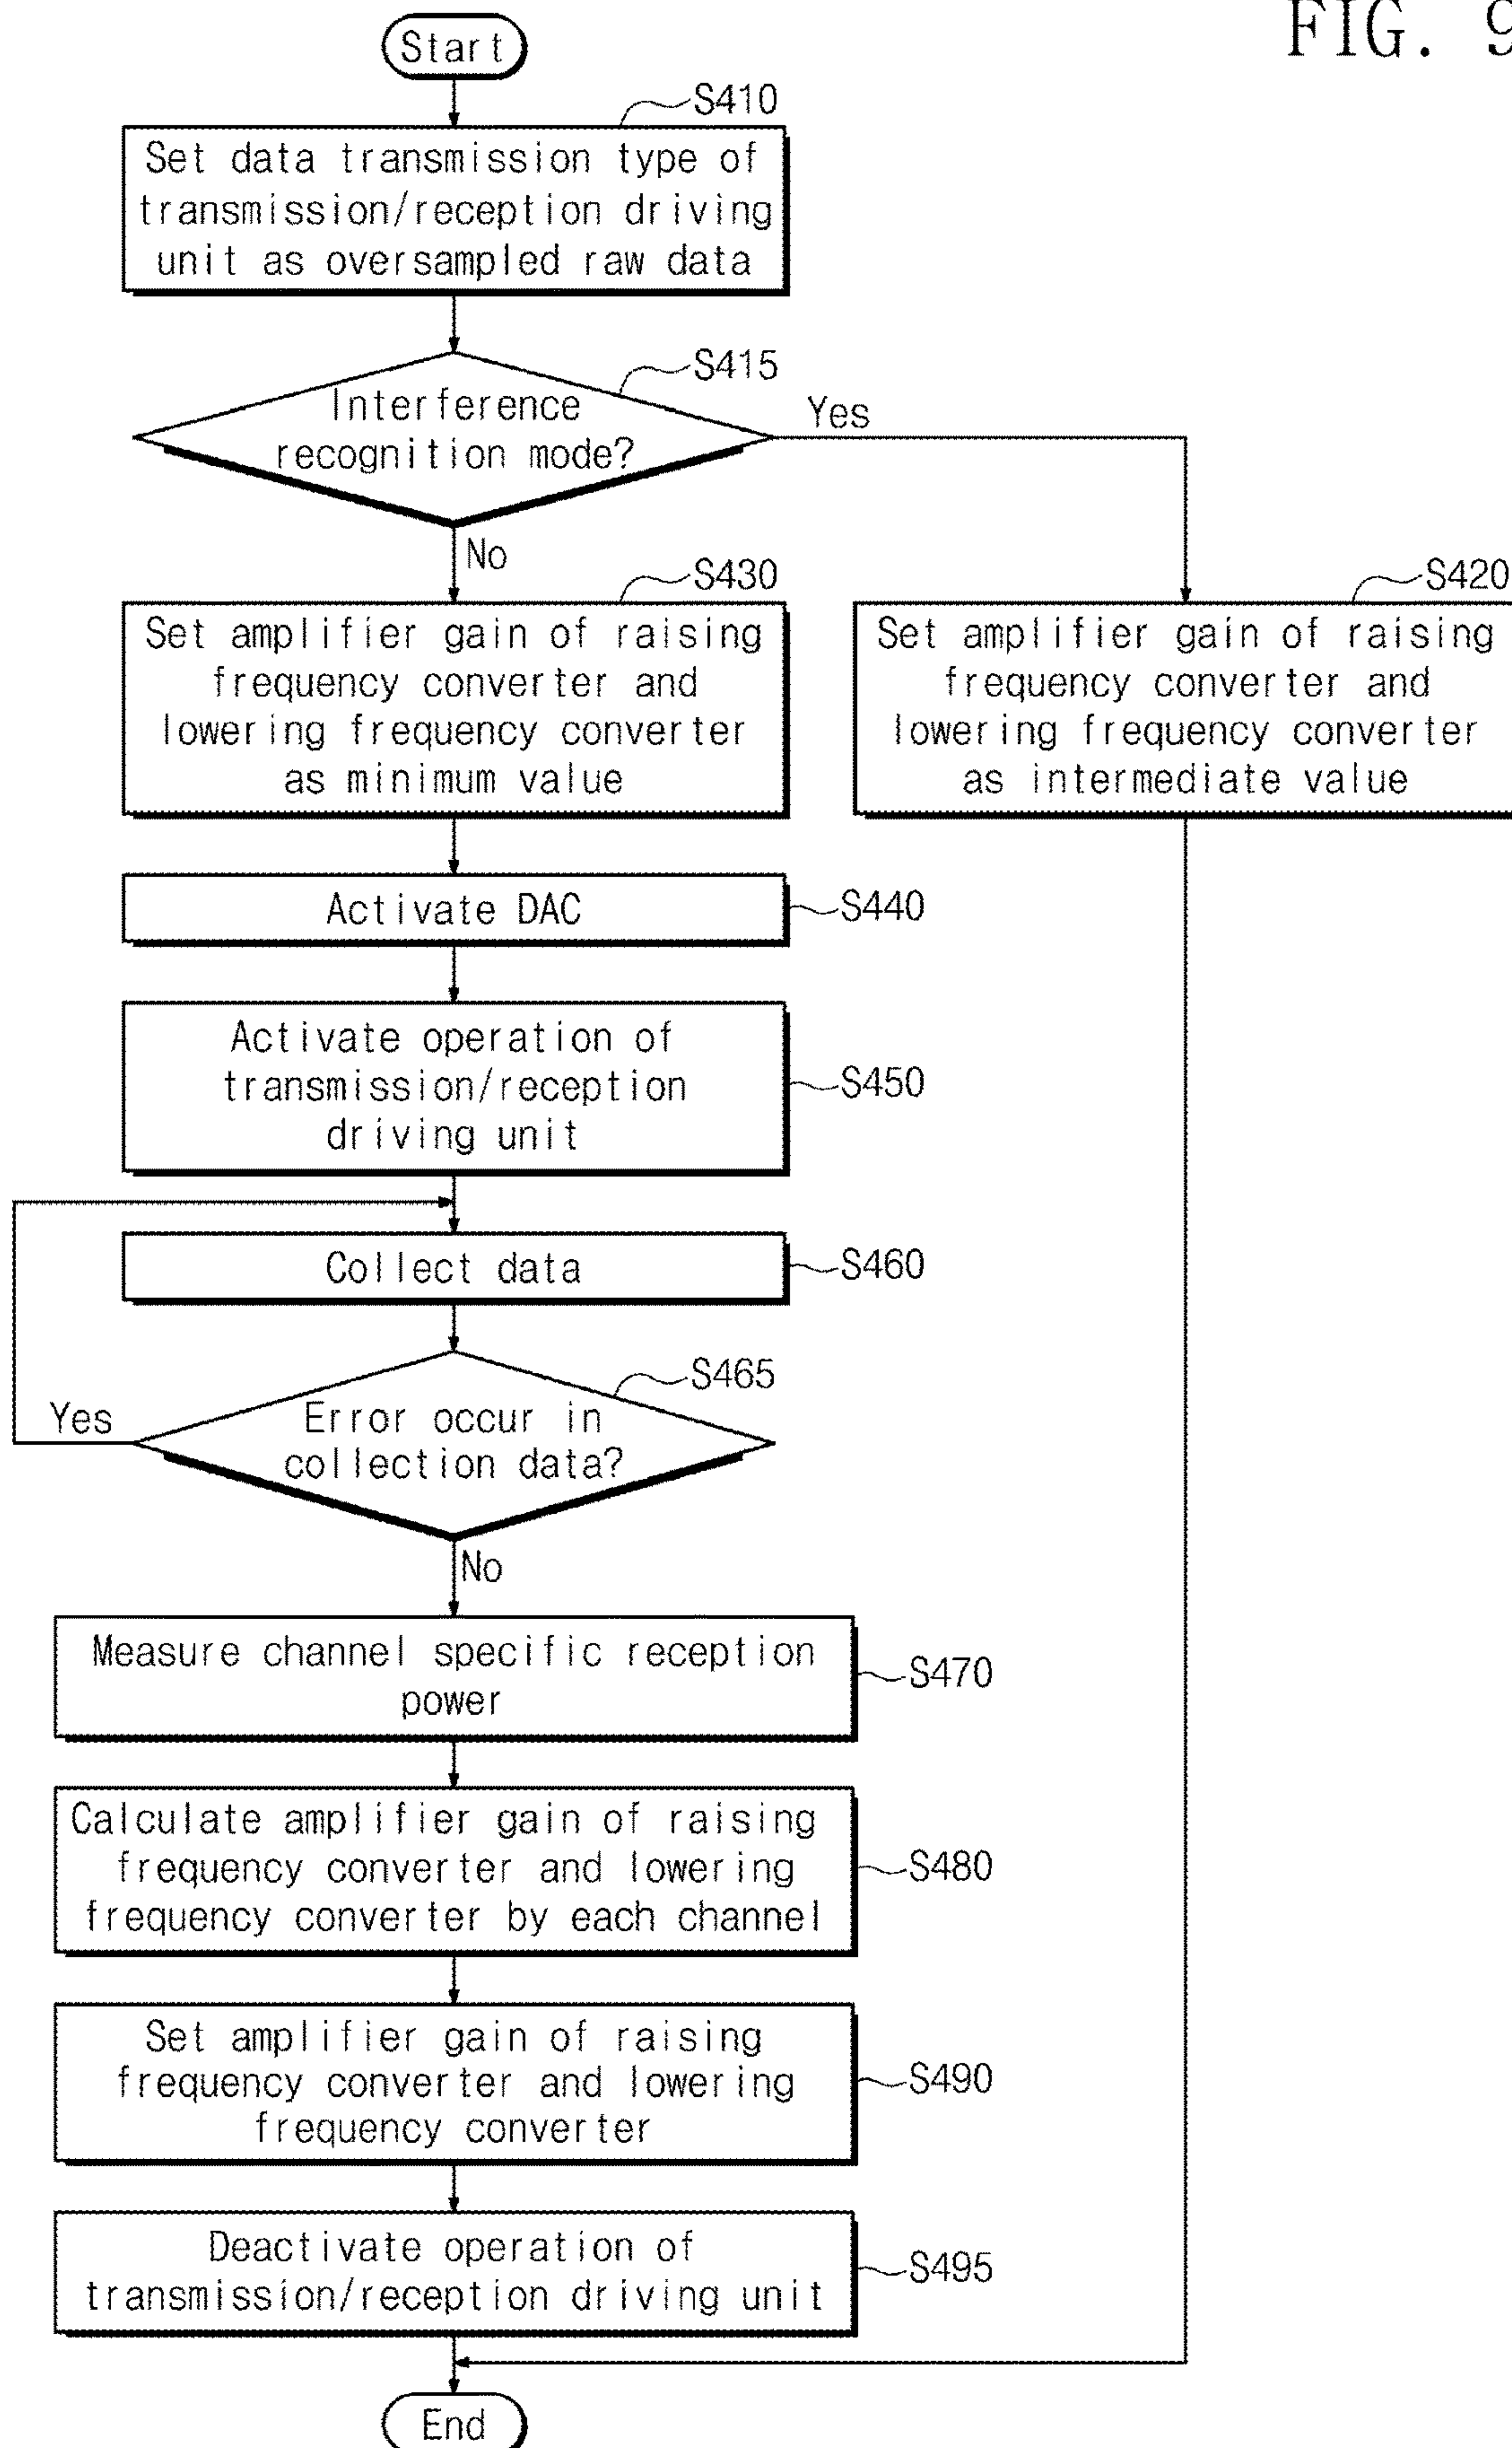 FIG. 9
Start
S410
Set data transmission type of
transmission/reception driving
unit as oversampled raw data
S415
Interference
recognition mode?
Yes
No
S430
Set amplifier gain of raising
frequency converter and
lowering frequency converter
as minimum value
S420
Set amplifier gain of raising
frequency converter and
lowering frequency converter
as intermediate value
Activate DAC
S440
Activate operation of
transmission/reception
driving unit
S450
Collect data
S460
S465
Error occur in
collection data?
Yes
No
Measure channel specific reception
power
S470
Calculate amplifier gain of raising
frequency converter and lowering
frequency converter by each channel
S480
Set amplifier gain of raising
frequency converter and lowering
frequency converter
S490
Deactivate operation of
transmission/reception driving unit
S495
End